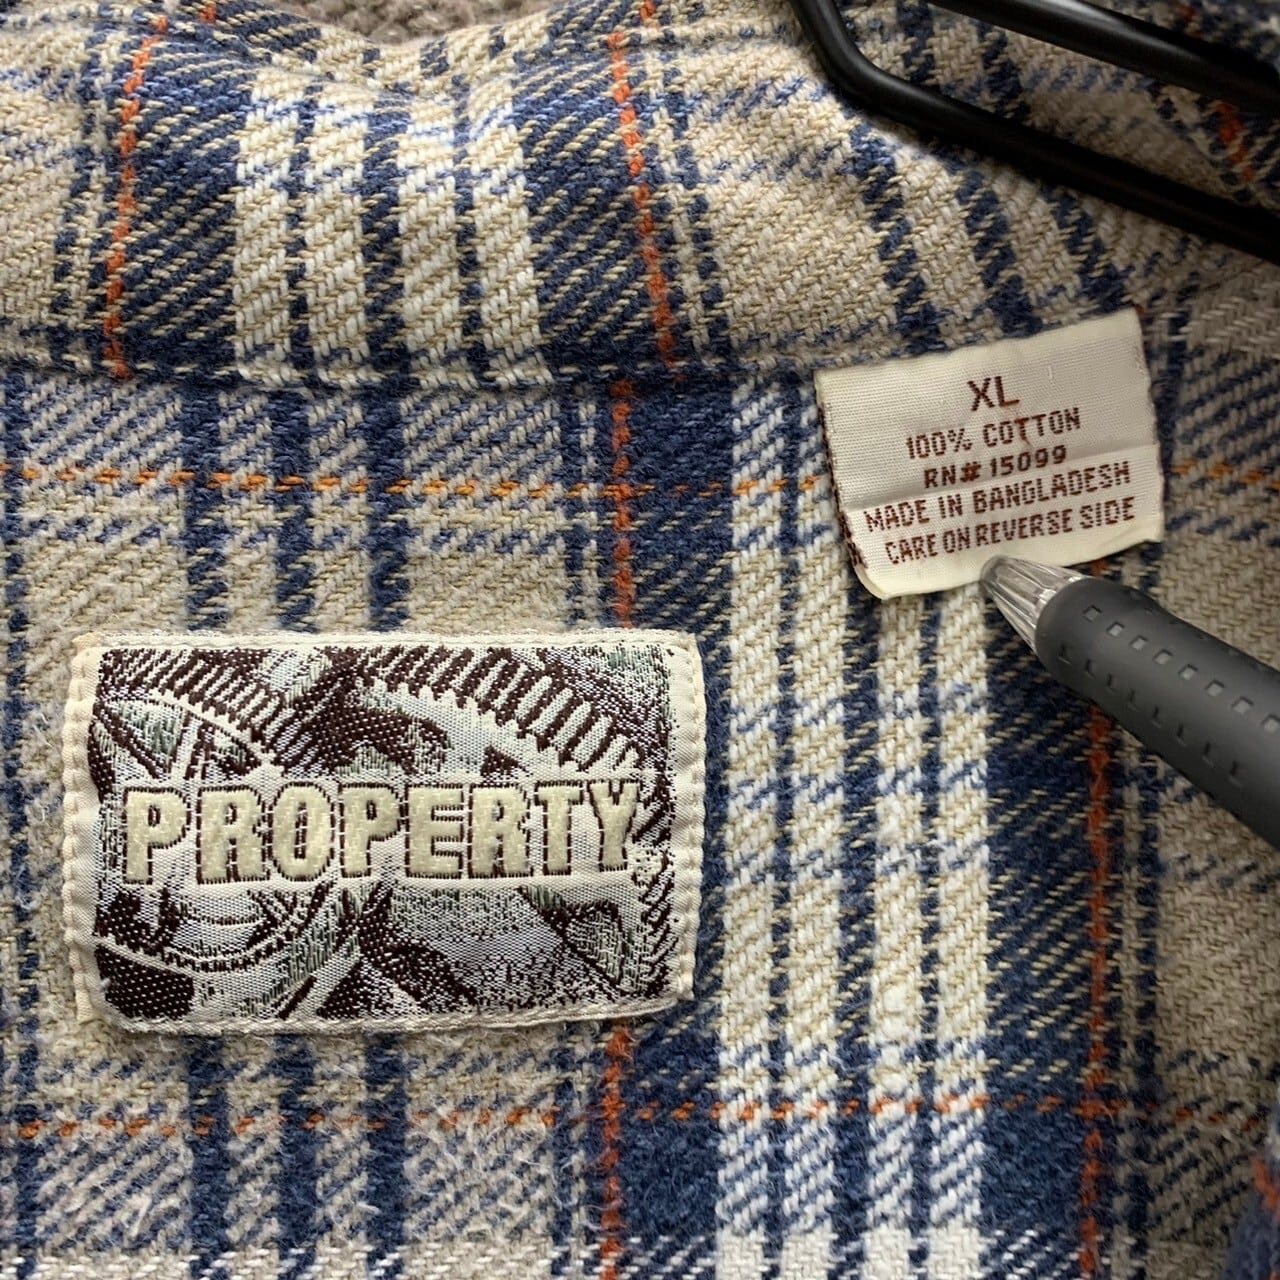 XL
100% COTTON
RN# 15099
MADE IN BANGLADESH
CARE ON REVERSE SIDE
PROPERTY